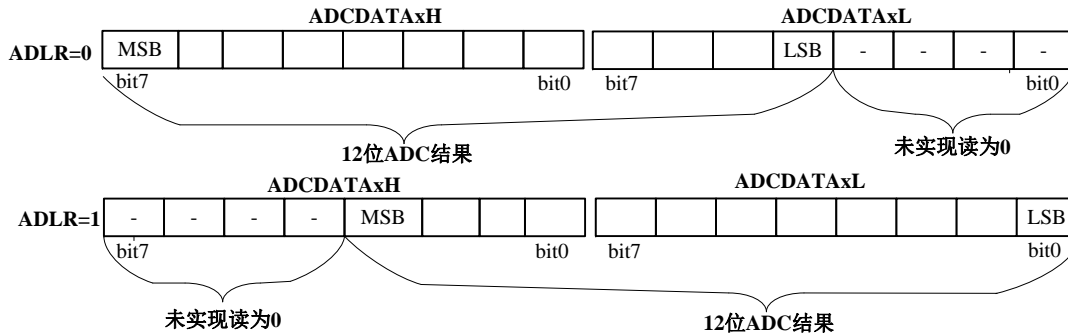 ADCDATAxH ADCDATAxL
ADLR=0 MSB LSB - - - -
bit7 bit0 bit7 bit0
12位ADC结果 未实现读为0
ADCDATAxH ADCDATAxL
ADLR=1 - - - - MSB LSB
bit7 bit0 bit7 bit0
未实现读为0 12位ADC结果